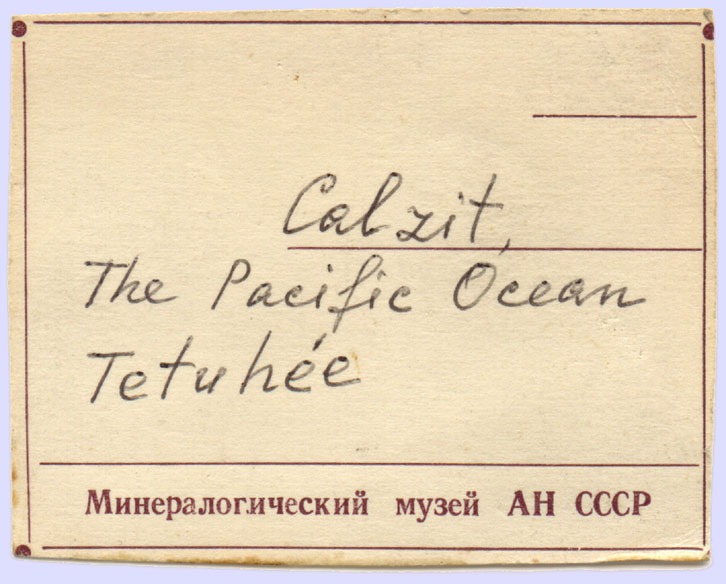 Calzit,
The Pacific Ocean
Tetuhée
Минералогический музей АН СССР